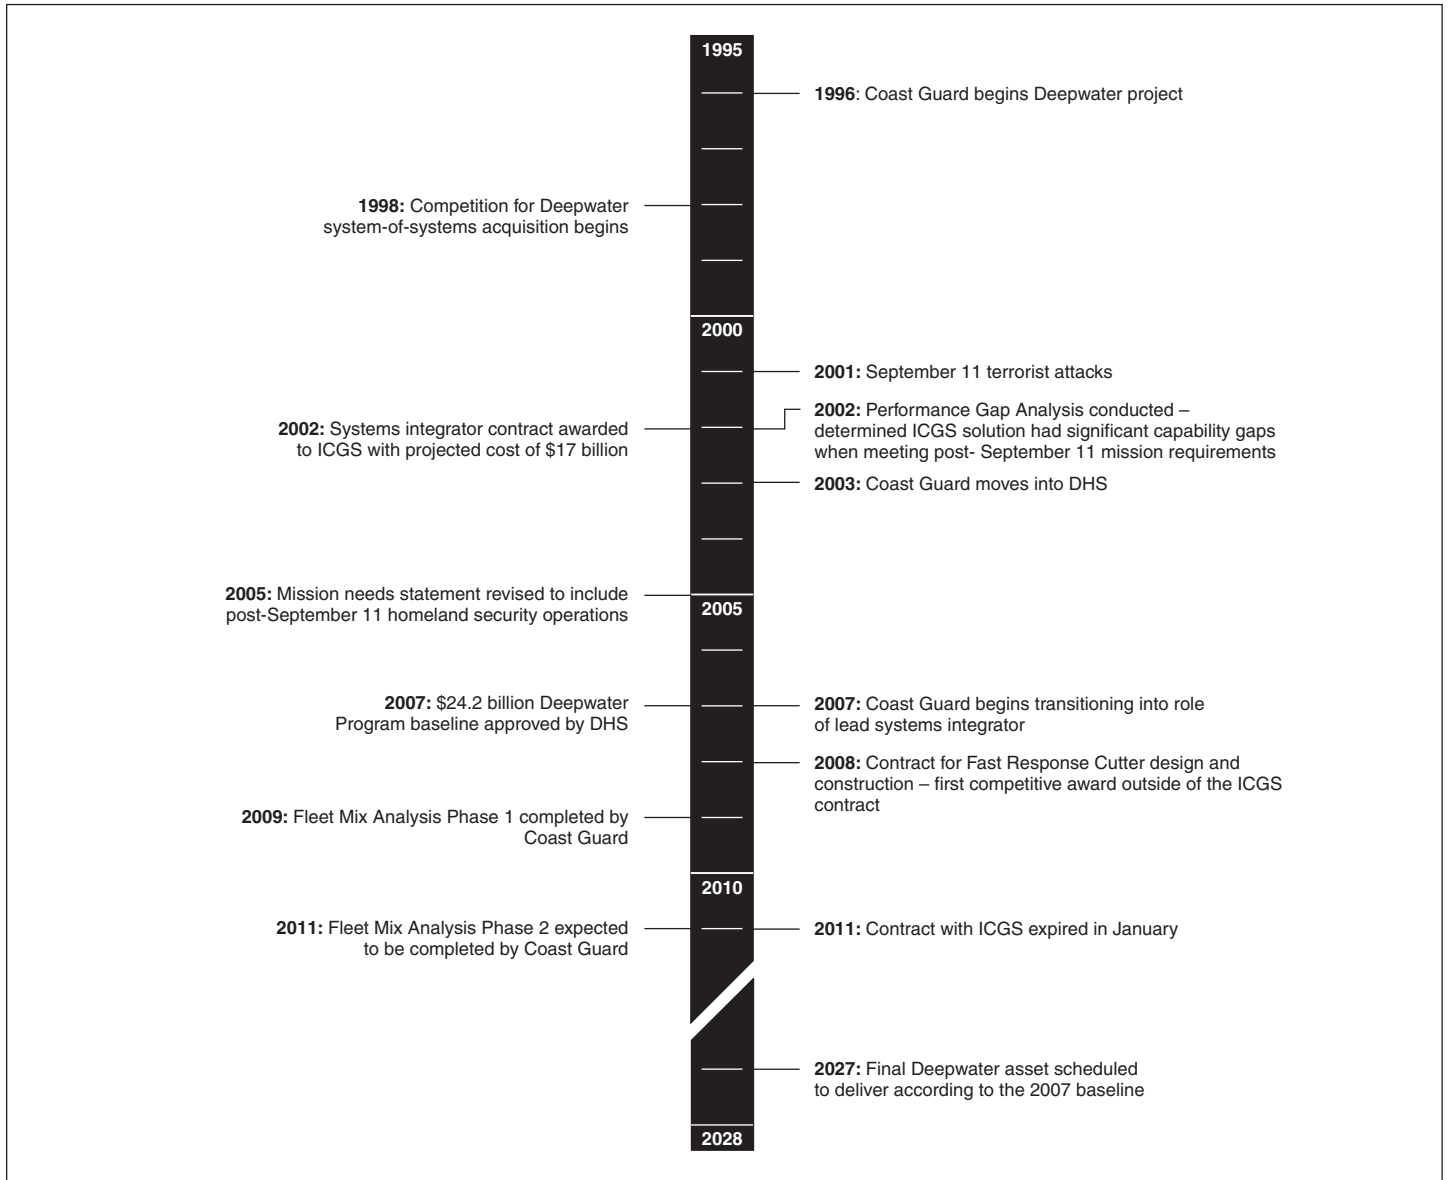 1995
1996: Coast Guard begins Deepwater project
1998: Competition for Deepwater
system-of-systems acquisition begins
2000
2001: September 11 terrorist attacks
2002: Systems integrator contract awarded
to ICGS with projected cost of $17 billion
2002: Performance Gap Analysis conducted –
determined ICGS solution had significant capability gaps
when meeting post- September 11 mission requirements
2003: Coast Guard moves into DHS
2005: Mission needs statement revised to include
post-September 11 homeland security operations
2005
2007: $24.2 billion Deepwater
Program baseline approved by DHS
2007: Coast Guard begins transitioning into role
of lead systems integrator
2008: Contract for Fast Response Cutter design and
construction – first competitive award outside of the ICGS
contract
2009: Fleet Mix Analysis Phase 1 completed by
Coast Guard
2010
2011: Fleet Mix Analysis Phase 2 expected
to be completed by Coast Guard
2011: Contract with ICGS expired in January
2027: Final Deepwater asset scheduled
to deliver according to the 2007 baseline
2028